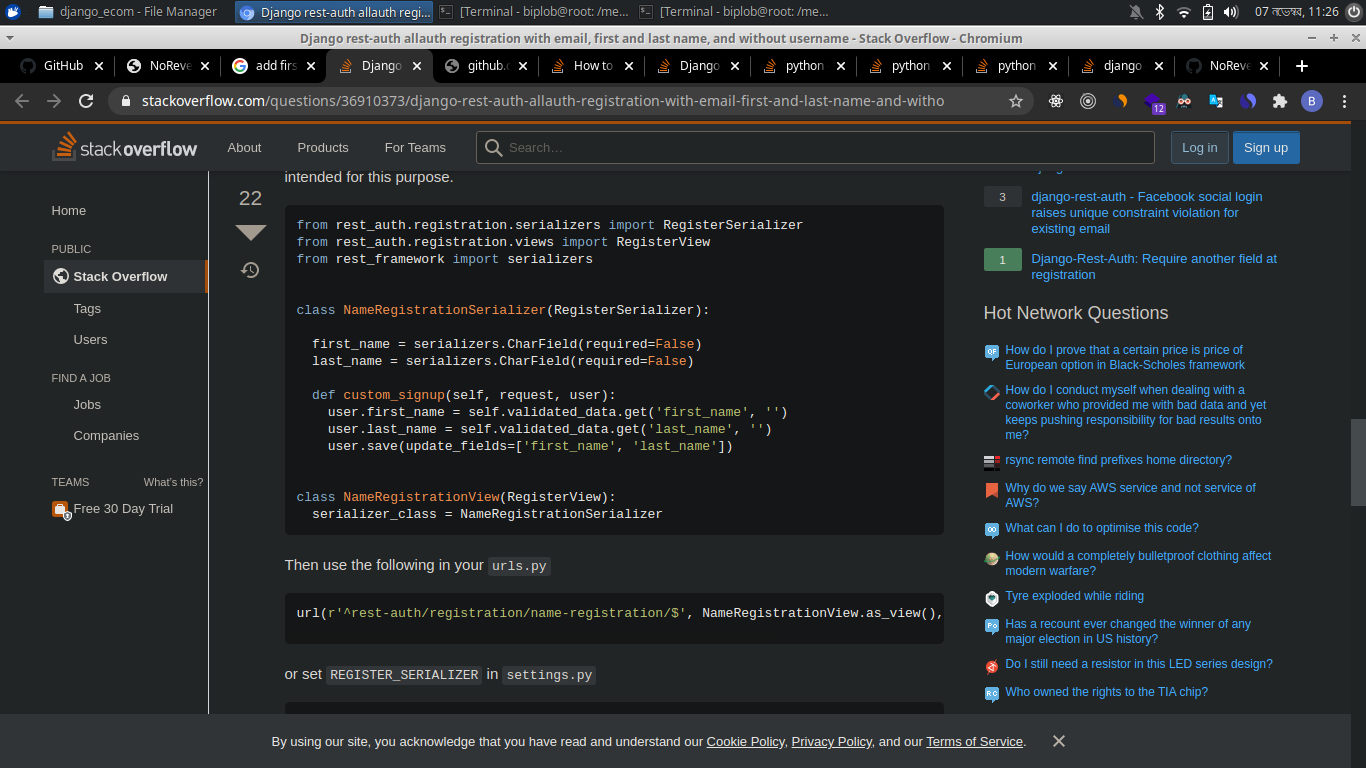 django_ecom - File Manager
Django rest-auth allauth regi...
[Terminal - biplob@root: /me...
[Terminal - biplob@root: /me...
07 নভেম্বর, 11:26
Django rest-auth allauth registration with email, first and last name, and without username - Stack Overflow - Chromium
GitHub
NoReve
add firs
Django
github.c
How to
Django
python
python
python
django
NoReve
stackoverflow.com/questions/36910373/django-rest-auth-allauth-registration-with-email-first-and-last-name-and-witho
12
B
stackoverflow
About
Products
For Teams
Search…
Log in
Sign up
Home
PUBLIC
Stack Overflow
Tags
Users
FIND A JOB
Jobs
Companies
TEAMS
What's this?
Free 30 Day Trial
22
intended for this purpose.
from rest_auth.registration.serializers import RegisterSerializer
from rest_auth.registration.views import RegisterView
from rest_framework import serializers
class NameRegistrationSerializer(RegisterSerializer):
first_name = serializers.CharField(required=False)
last_name = serializers.CharField(required=False)
def custom_signup(self, request, user):
user.first_name = self.validated_data.get('first_name', '')
user.last_name = self.validated_data.get('last_name', '')
user.save(update_fields=['first_name', 'last_name'])
class NameRegistrationView(RegisterView):
serializer_class = NameRegistrationSerializer
Then use the following in your urls.py
url(r'^rest-auth/registration/name-registration/$', NameRegistrationView.as_view(),
or set REGISTER_SERIALIZER in settings.py
3
django-rest-auth - Facebook social login
raises unique constraint violation for
existing email
1
Django-Rest-Auth: Require another field at
registration
Hot Network Questions
How do I prove that a certain price is price of
European option in Black-Scholes framework
How do I conduct myself when dealing with a
coworker who provided me with bad data and yet
keeps pushing responsibility for bad results onto
me?
rsync remote find prefixes home directory?
Why do we say AWS service and not service of
AWS?
What can I do to optimise this code?
How would a completely bulletproof clothing affect
modern warfare?
Tyre exploded while riding
Has a recount ever changed the winner of any
major election in US history?
Do I still need a resistor in this LED series design?
Who owned the rights to the TIA chip?
By using our site, you acknowledge that you have read and understand our Cookie Policy, Privacy Policy, and our Terms of Service.